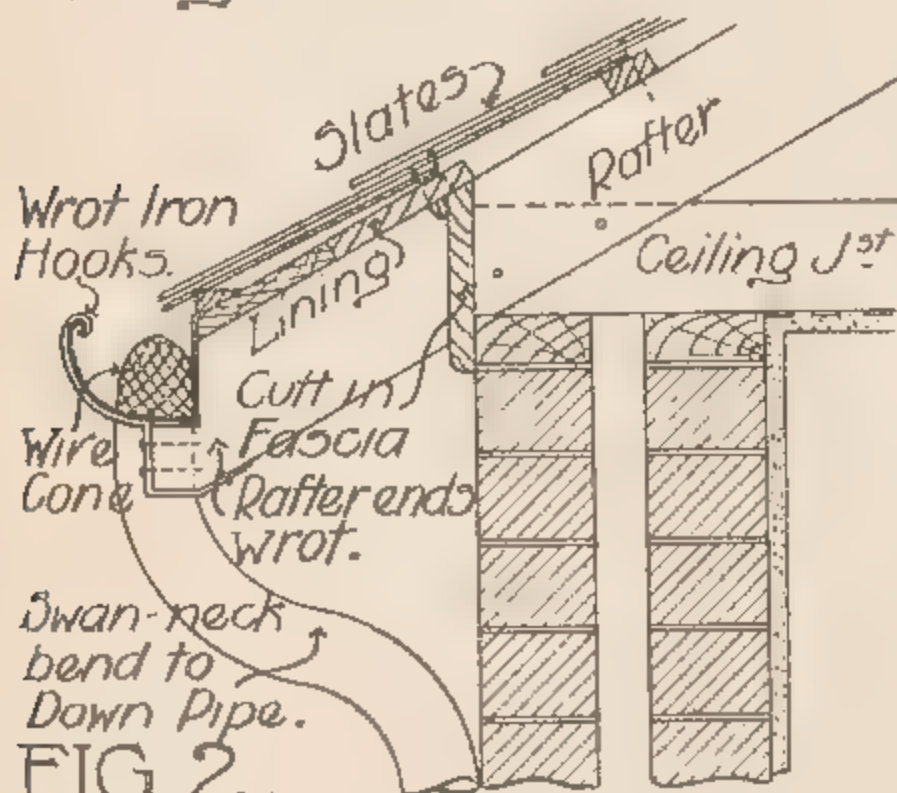 Slates
Rafter
Wrot Iron
Hooks.
Ceiling Jst
Lining
Cutt in
Fascia
Wire
Cone
Rafter ends
wrot.
Swan-neck
bend to
Down Pipe.
FIG 2